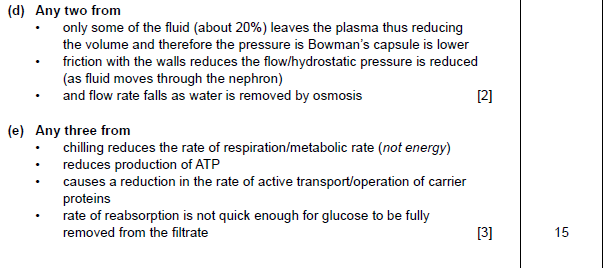 (d) Any two from
• only some of the fluid (about 20%) leaves the plasma thus reducing
the volume and therefore the pressure is Bowman's capsule is lower
• friction with the walls reduces the flow/hydrostatic pressure is reduced
(as fluid moves through the nephron)
• and flow rate falls as water is removed by osmosis [2]
(e) Any three from
• chilling reduces the rate of respiration/metabolic rate (not energy)
• reduces production of ATP
• causes a reduction in the rate of active transport/operation of carrier
proteins
• rate of reabsorption is not quick enough for glucose to be fully
removed from the filtrate [3] 15